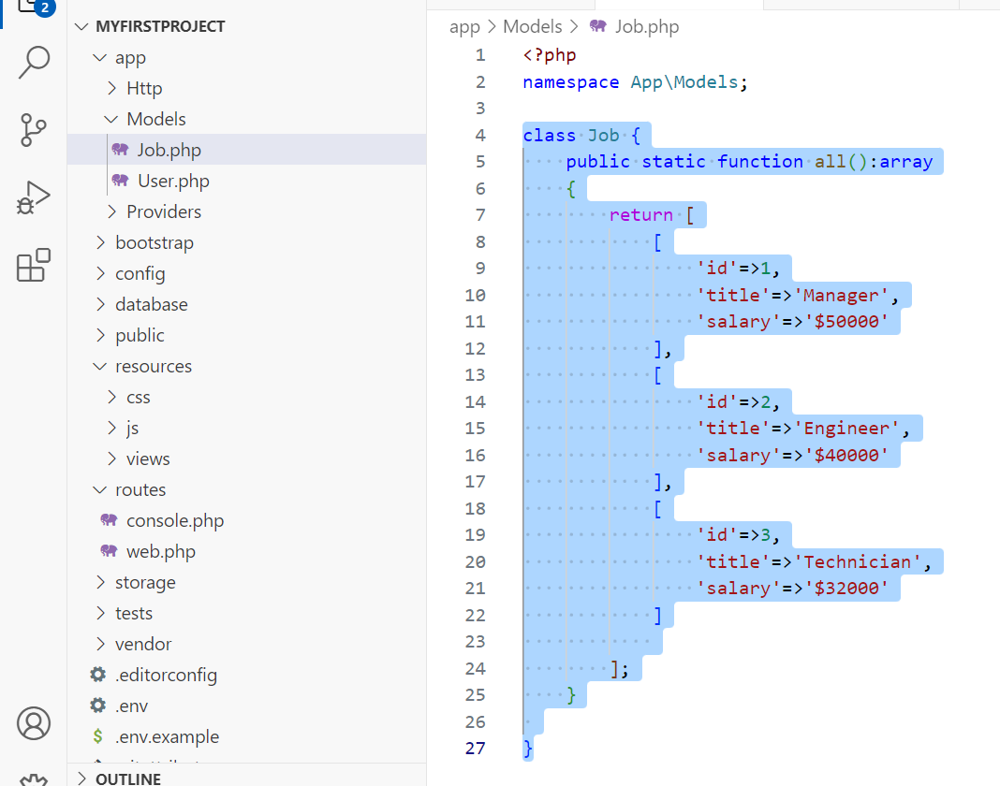 2
MYFIRSTPROJECT
app
Http
Models
Job.php
User.php
Providers
bootstrap
config
database
public
resources
css
js
views
routes
console.php
web.php
storage
tests
vendor
.editorconfig
.env
$ .env.example
OUTLINE
app > Models > Job.php
1 <?php
2 namespace App\Models;
3
4 class Job {
5     public static function all():array
6     {
7         return [
8             [
9                 'id'=>1,
10                 'title'=>'Manager',
11                 'salary'=>'$50000'
12             ],
13             [
14                 'id'=>2,
15                 'title'=>'Engineer',
16                 'salary'=>'$40000'
17             ],
18             [
19                 'id'=>3,
20                 'title'=>'Technician',
21                 'salary'=>'$32000'
22             ]
23
24         ];
25     }
26
27 }